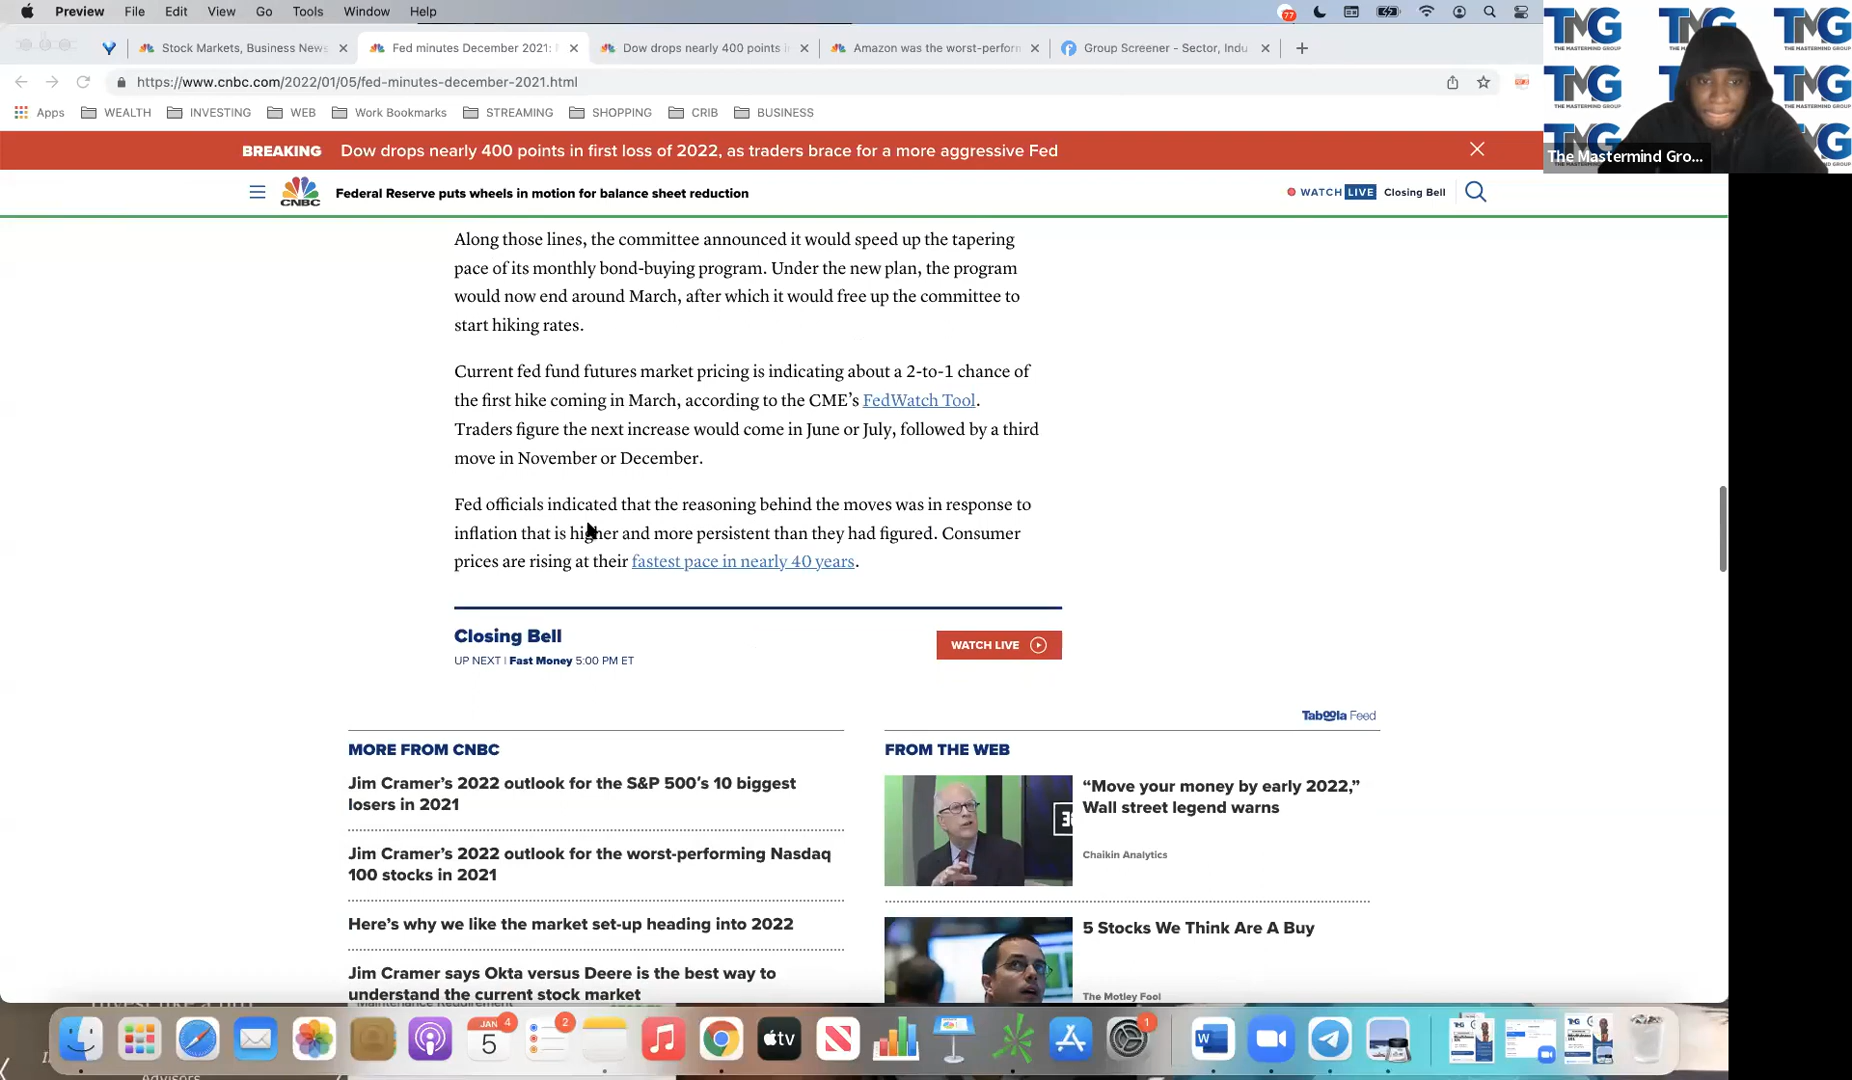 Preview File Edit View Go Tools Window Help
77
Stock Markets, Business News
Fed minutes December 2021:
Dow drops nearly 400 points in
Amazon was the worst-perform
Group Screener - Sector, Indu
https://www.cnbc.com/2022/01/05/fed-minutes-december-2021.html
Apps WEALTH INVESTING WEB Work Bookmarks STREAMING SHOPPING CRIB BUSINESS
TMG TMG TMG
THE MASTERMIND GROUP THE MASTERMIND GROUP
The Mastermind Gro...
BREAKING Dow drops nearly 400 points in first loss of 2022, as traders brace for a more aggressive Fed
CNBC
Federal Reserve puts wheels in motion for balance sheet reduction
WATCH LIVE Closing Bell
Along those lines, the committee announced it would speed up the tapering
pace of its monthly bond-buying program. Under the new plan, the program
would now end around March, after which it would free up the committee to
start hiking rates.
Current fed fund futures market pricing is indicating about a 2-to-1 chance of
the first hike coming in March, according to the CME's FedWatch Tool.
Traders figure the next increase would come in June or July, followed by a third
move in November or December.
Fed officials indicated that the reasoning behind the moves was in response to
inflation that is higher and more persistent than they had figured. Consumer
prices are rising at their fastest pace in nearly 40 years.
Closing Bell
UP NEXT | Fast Money 5:00 PM ET
WATCH LIVE
Taboola Feed
MORE FROM CNBC
Jim Cramer's 2022 outlook for the S&P 500's 10 biggest
losers in 2021
Jim Cramer's 2022 outlook for the worst-performing Nasdaq
100 stocks in 2021
Here's why we like the market set-up heading into 2022
Jim Cramer says Okta versus Deere is the best way to
understand the current stock market
FROM THE WEB
"Move your money by early 2022,"
Wall street legend warns
Chaikin Analytics
5 Stocks We Think Are A Buy
The Motley Fool
JAN
5
4
2
tv
1
W
Advisors